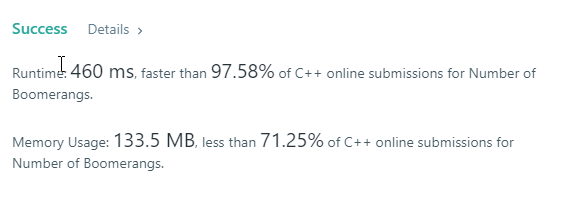 Success Details >
Runtime: 460 ms, faster than 97.58% of C++ online submissions for Number of
Boomerangs.
Memory Usage: 133.5 MB, less than 71.25% of C++ online submissions for
Number of Boomerangs.